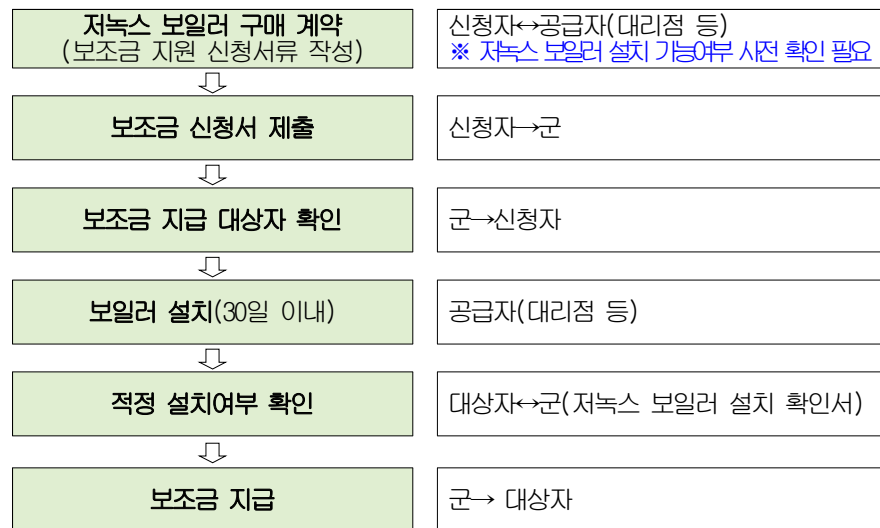 저녹스 보일러 구매 계약
(보조금 지원 신청서류 작성)
신청자↔공급자(대리점 등)
※ 저녹스 보일러 설치 가능여부 사전 확인 필요
보조금 신청서 제출
신청자→군
보조금 지급 대상자 확인
군→신청자
보일러 설치(30일 이내)
공급자(대리점 등)
적정 설치여부 확인
대상자↔군(저녹스 보일러 설치 확인서)
보조금 지급
군→ 대상자